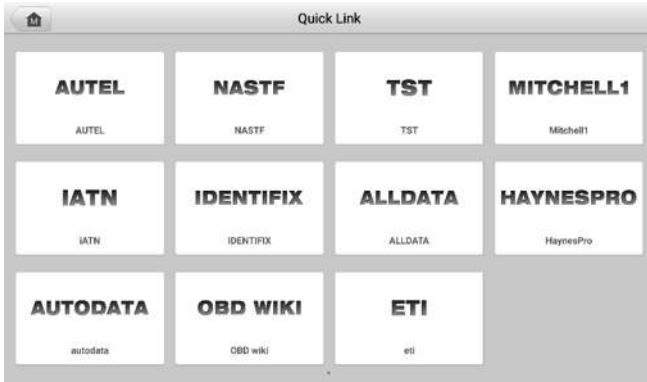 M
Quick Link
AUTEL
NASTF
TST
MITCHELL1
AUTEL
NASTF
TST
Mitchell1
IATN
IDENTIFIX
ALLDATA
HAYNESPRO
iATN
IDENTIFIX
ALLDATA
HaynesPro
AUTODATA
OBD WIKI
ETI
autodata
OBD wiki
eti